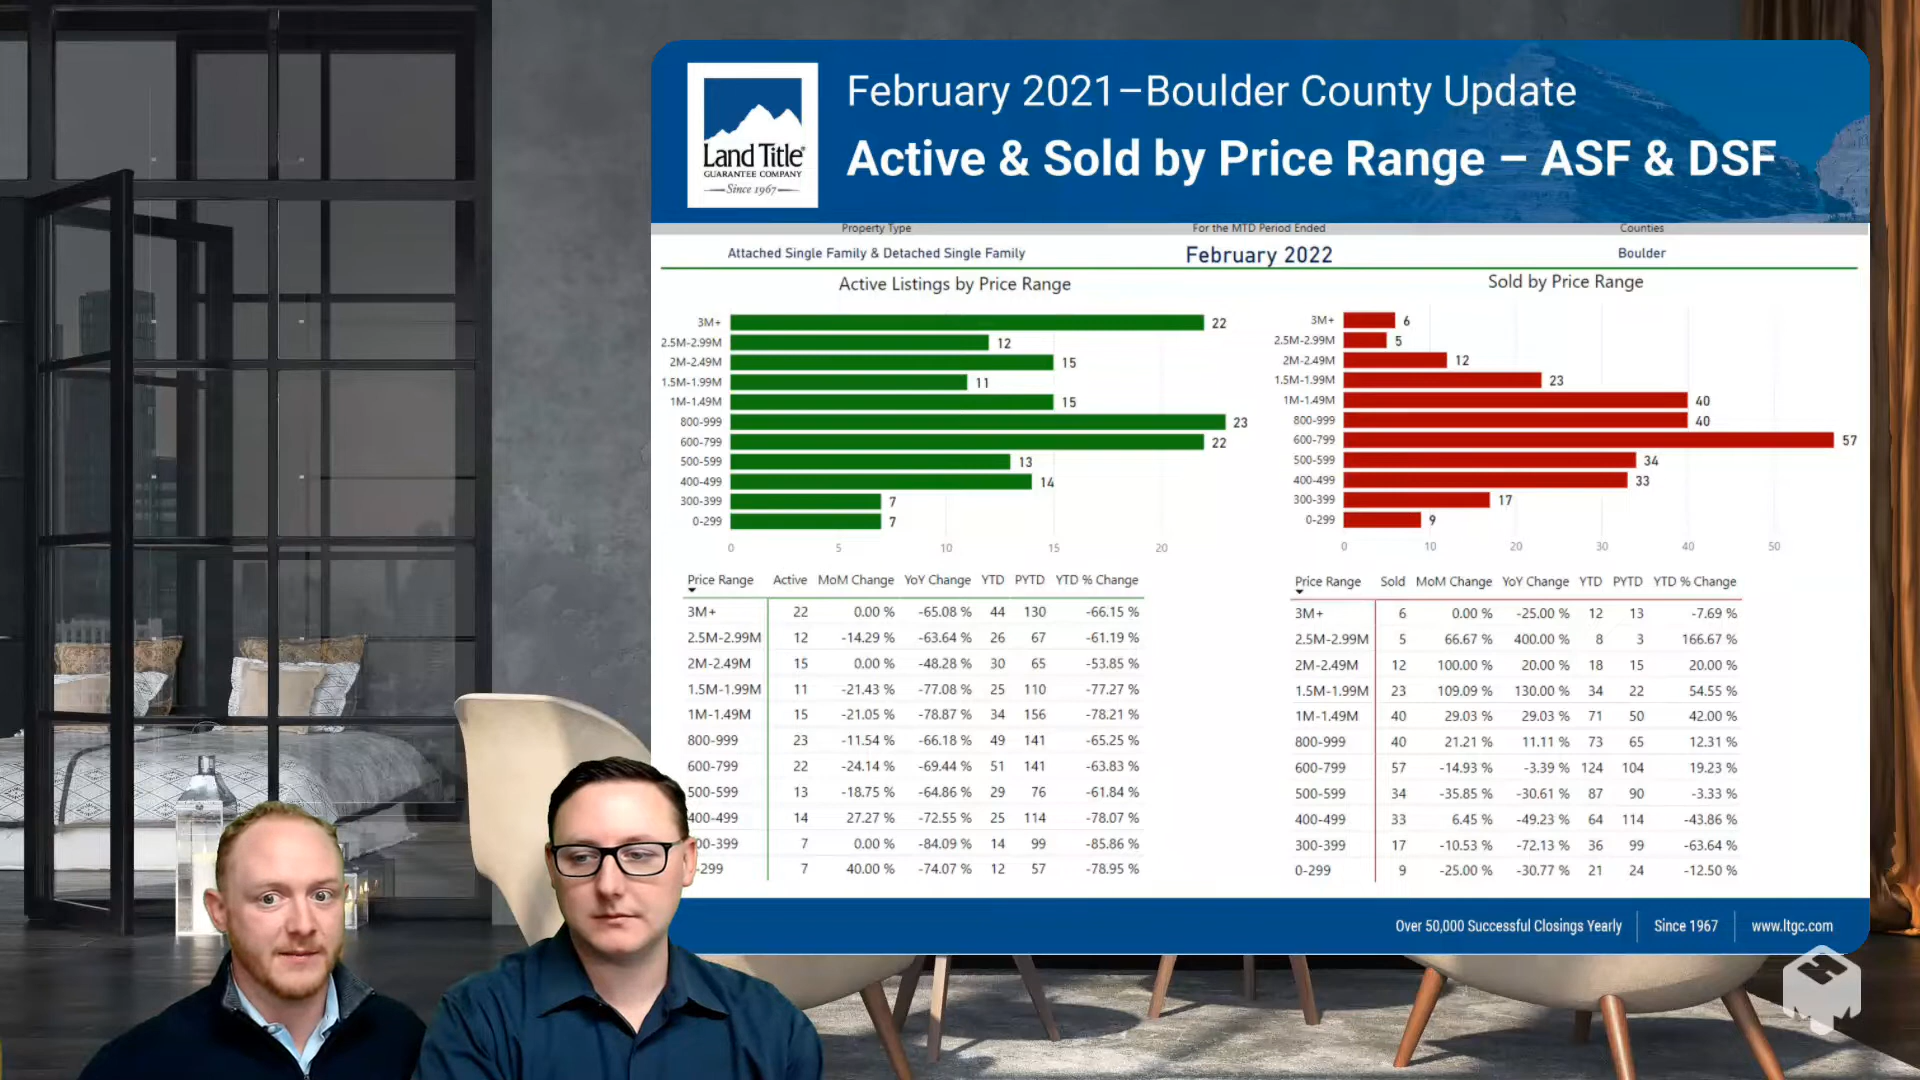 February 2021–Boulder County Update
Active & Sold by Price Range – ASF & DSF
Land Title®
GUARANTEE COMPANY
Since 1967
Property Type
For the MTD Period Ended
Counties
Attached Single Family & Detached Single Family
February 2022
Boulder
Active Listings by Price Range
3M+ 22
2.5M-2.99M 12
2M-2.49M 15
1.5M-1.99M 11
1M-1.49M 15
800-999 23
600-799 22
500-599 13
400-499 14
300-399 7
0-299 7
0 5 10 15 20
Sold by Price Range
3M+ 6
2.5M-2.99M 5
2M-2.49M 12
1.5M-1.99M 23
1M-1.49M 40
800-999 40
600-799 57
500-599 34
400-499 33
300-399 17
0-299 9
0 10 20 30 40 50
Price Range Active MoM Change YoY Change YTD PYTD YTD % Change
3M+ 22 0.00 % -65.08 % 44 130 -66.15 %
2.5M-2.99M 12 -14.29 % -63.64 % 26 67 -61.19 %
2M-2.49M 15 0.00 % -48.28 % 30 65 -53.85 %
1.5M-1.99M 11 -21.43 % -77.08 % 25 110 -77.27 %
1M-1.49M 15 -21.05 % -78.87 % 34 156 -78.21 %
800-999 23 -11.54 % -66.18 % 49 141 -65.25 %
600-799 22 -24.14 % -69.44 % 51 141 -63.83 %
500-599 13 -18.75 % -64.86 % 29 76 -61.84 %
400-499 14 27.27 % -72.55 % 25 114 -78.07 %
00-399 7 0.00 % -84.09 % 14 99 -85.86 %
-299 7 40.00 % -74.07 % 12 57 -78.95 %
Price Range Sold MoM Change YoY Change YTD PYTD YTD % Change
3M+ 6 0.00 % -25.00 % 12 13 -7.69 %
2.5M-2.99M 5 66.67 % 400.00 % 8 3 166.67 %
2M-2.49M 12 100.00 % 20.00 % 18 15 20.00 %
1.5M-1.99M 23 109.09 % 130.00 % 34 22 54.55 %
1M-1.49M 40 29.03 % 29.03 % 71 50 42.00 %
800-999 40 21.21 % 11.11 % 73 65 12.31 %
600-799 57 -14.93 % -3.39 % 124 104 19.23 %
500-599 34 -35.85 % -30.61 % 87 90 -3.33 %
400-499 33 6.45 % -49.23 % 64 114 -43.86 %
300-399 17 -10.53 % -72.13 % 36 99 -63.64 %
0-299 9 -25.00 % -30.77 % 21 24 -12.50 %
Over 50,000 Successful Closings Yearly
Since 1967
www.ltgc.com